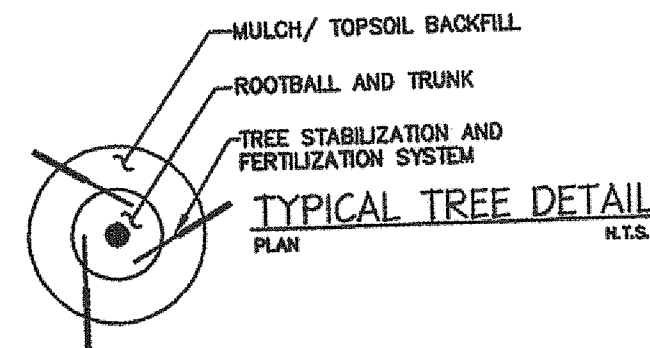 MULCH/ TOPSOIL BACKFILL
ROOTBALL AND TRUNK
TREE STABILIZATION AND
FERTILIZATION SYSTEM
TYPICAL TREE DETAIL
PLAN N.T.S.